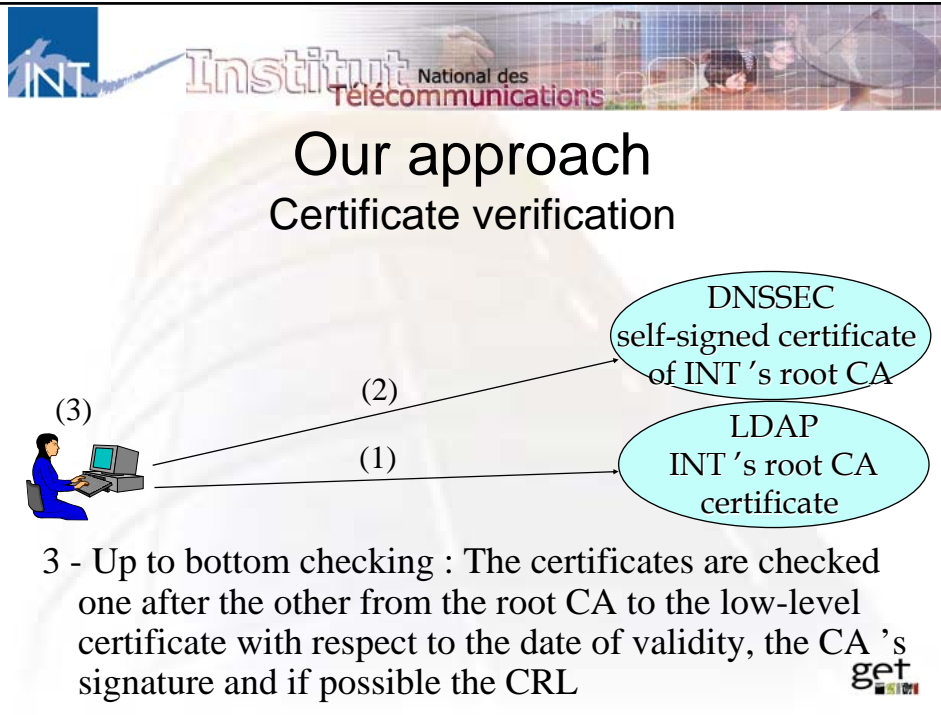 INT
Institut National des
Télécommunications
INT
Our approach
Certificate verification
DNSSEC
self-signed certificate
of INT 's root CA
(2)
(3)
LDAP
(1)
INT 's root CA
certificate
3 - Up to bottom checking : The certificates are checked
one after the other from the root CA to the low-level
certificate with respect to the date of validity, the CA 's
signature and if possible the CRL
get